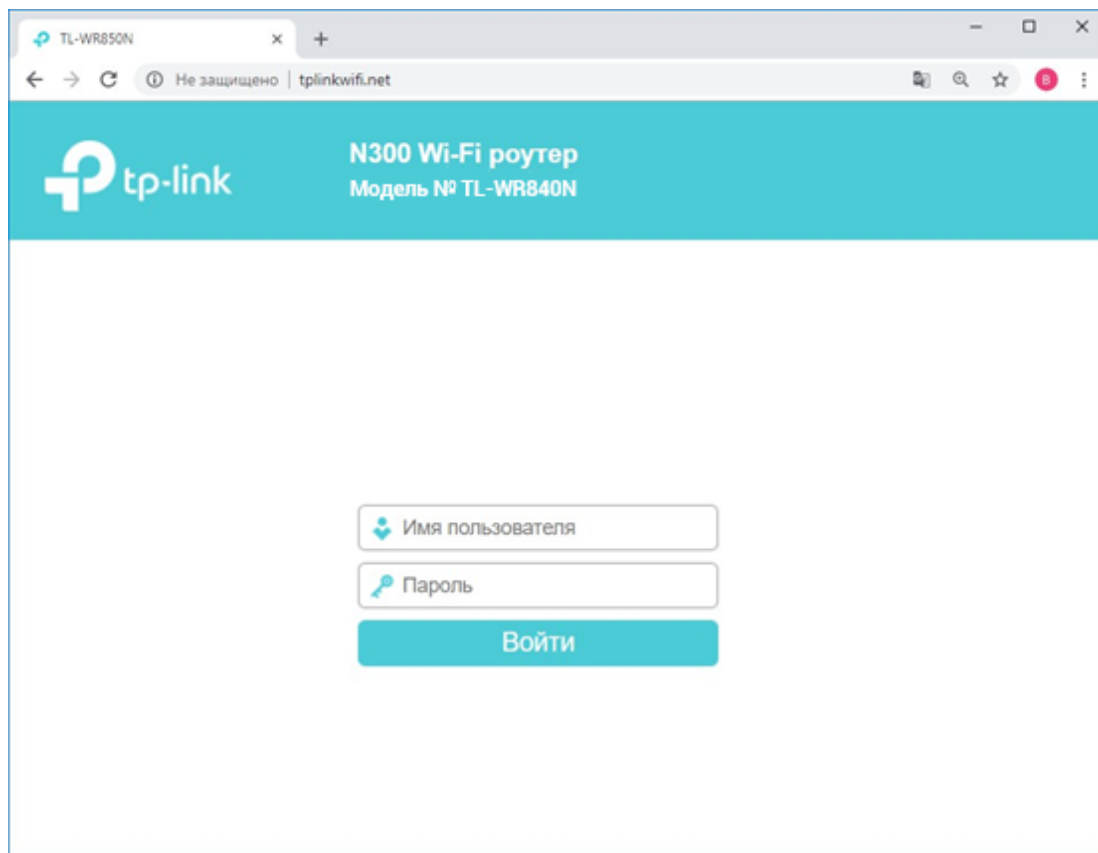 TL-WR850N
Не защищено | tplinkwifi.net
B
tp-link
N300 Wi-Fi роутер
Модель № TL-WR840N
Имя пользователя
Пароль
Войти